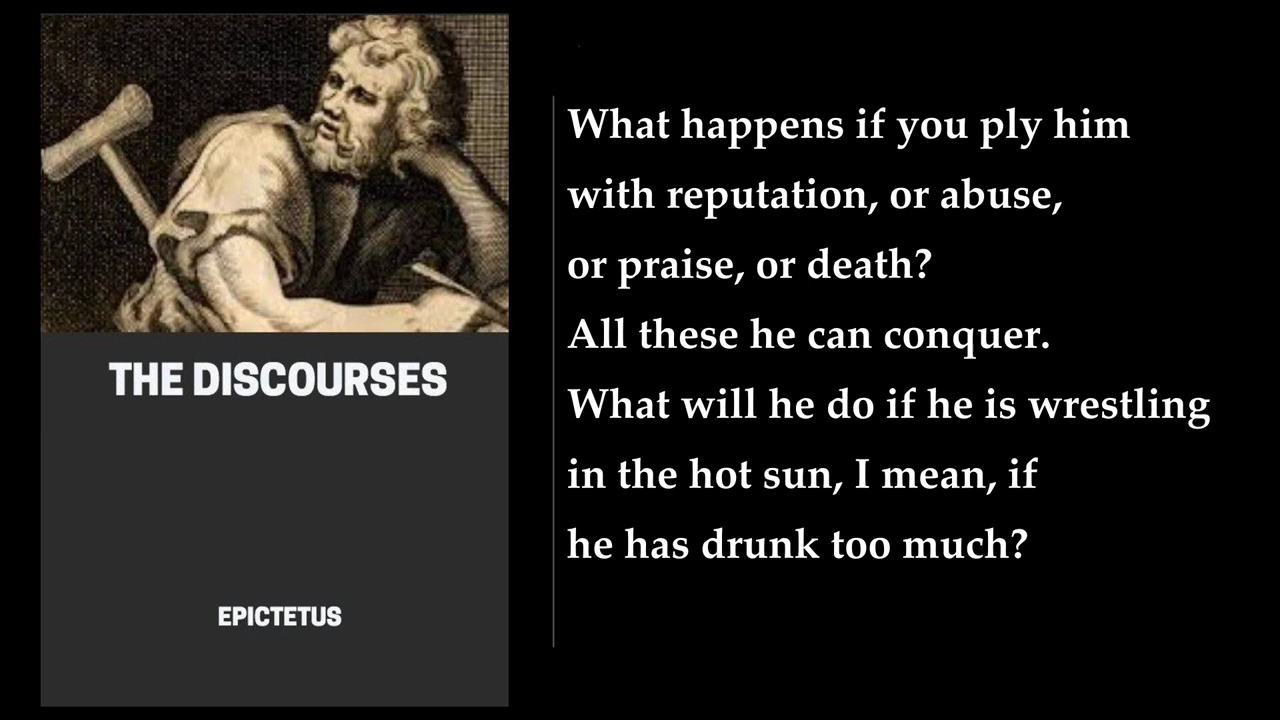 THE DISCOURSES
EPICTETUS
What happens if you ply him
with reputation, or abuse,
or praise, or death?
All these he can conquer.
What will he do if he is wrestling
in the hot sun, I mean, if
he has drunk too much?